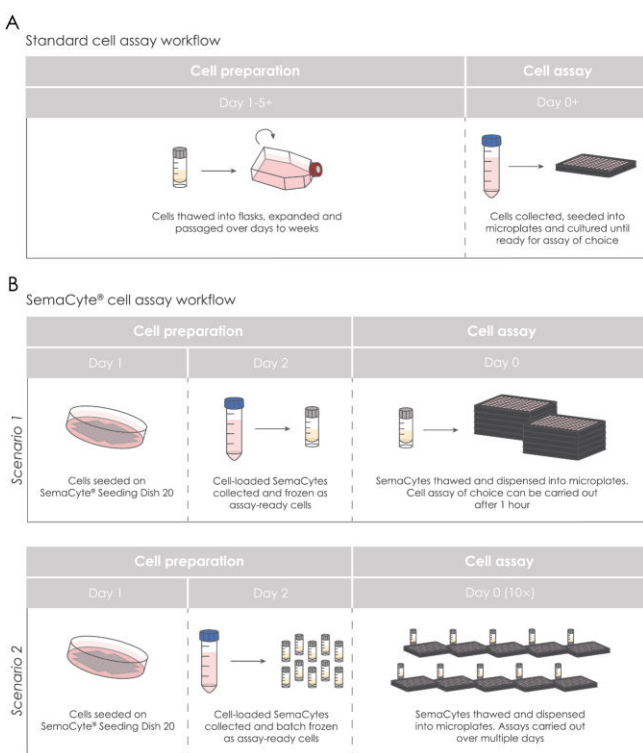 A
Standard cell assay workflow
Cell preparation
Cell assay
Day 1-5+
Day 0+
Cells thawed into flasks, expanded and
passaged over days to weeks
Cells collected, seeded into
microplates and cultured until
ready for assay of choice
B
SemaCyte® cell assay workflow
Cell preparation
Cell assay
Day 1
Day 2
Day 0
Scenario 1
Cells seeded on
SemaCyte® Seeding Dish 20
Cell-loaded SemaCytes
collected and frozen as
assay-ready cells
SemaCytes thawed and dispensed into microplates.
Cell assay of choice can be carried out
after 1 hour
Cell preparation
Cell assay
Day 1
Day 2
Day 0 (10×)
Scenario 2
Cells seeded on
SemaCyte® Seeding Dish 20
Cell-loaded SemaCytes
collected and batch frozen
as assay-ready cells
SemaCytes thawed and dispensed
into microplates. Assays carried out
over multiple days